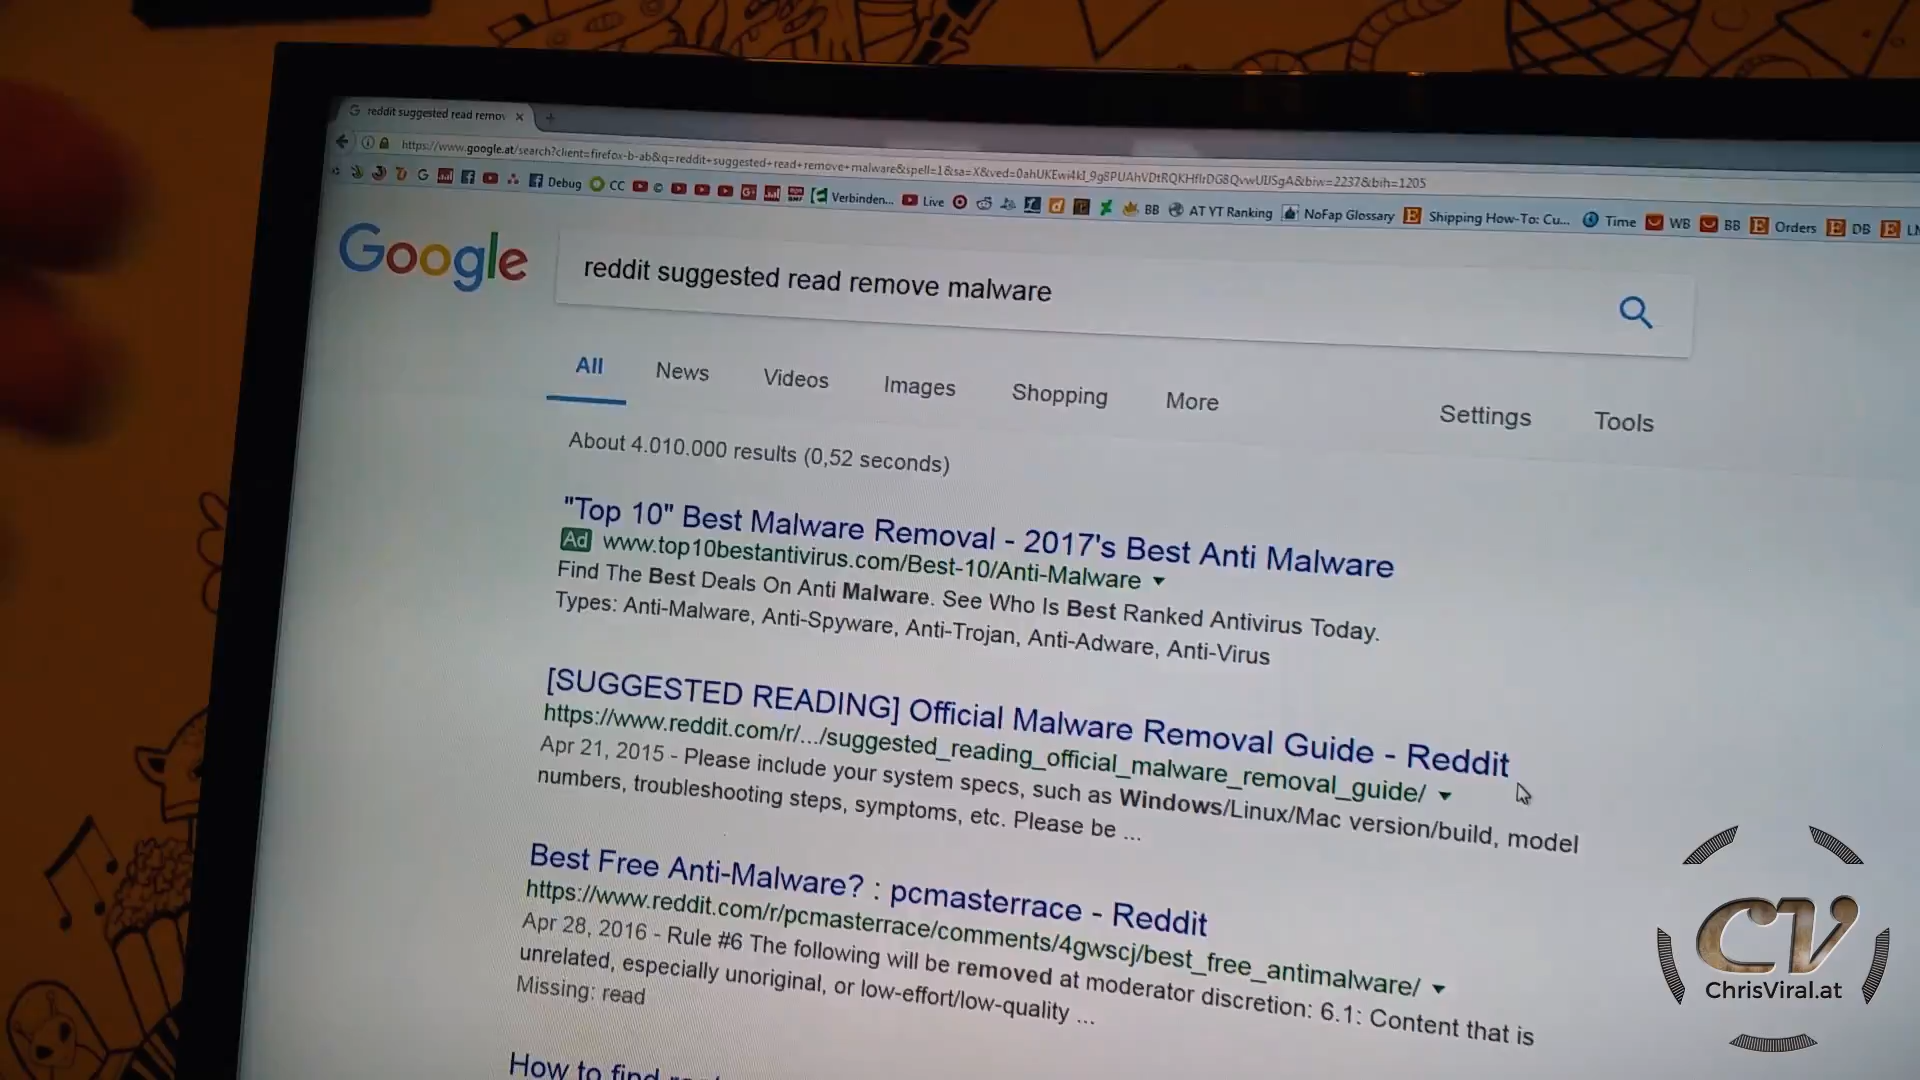 reddit suggested read remov
https://www.google.at/search?client=firefox-b-ab&q=reddit+suggested+read+remove+malware&spell=1&sa=X&ved=
Debug CC Verbinden... Live BB AT YT Ranking NoFap Glossary Shipping How-To: Cu... Time WB BB Orders DB
Google
reddit suggested read remove malware
All News Videos Images Shopping More Settings Tools
About 4.010.000 results (0,52 seconds)
"Top 10" Best Malware Removal - 2017's Best Anti Malware
Ad www.top10bestantivirus.com/Best-10/Anti-Malware
Find The Best Deals On Anti Malware. See Who Is Best Ranked Antivirus Today.
Types: Anti-Malware, Anti-Spyware, Anti-Trojan, Anti-Adware, Anti-Virus
[SUGGESTED READING] Official Malware Removal Guide - Reddit
https://www.reddit.com/r/.../suggested_reading_official_malware_removal_guide/
Apr 21, 2015 - Please include your system specs, such as Windows/Linux/Mac version/build, model
numbers, troubleshooting steps, symptoms, etc. Please be ...
Best Free Anti-Malware? : pcmasterrace - Reddit
https://www.reddit.com/r/pcmasterrace/comments/4gwscj/best_free_antimalware/
Apr 28, 2016 - Rule #6 The following will be removed at moderator discretion: 6.1: Content that is
unrelated, especially unoriginal, or low-effort/low-quality ...
Missing: read
How to find
CV
ChrisViral.at